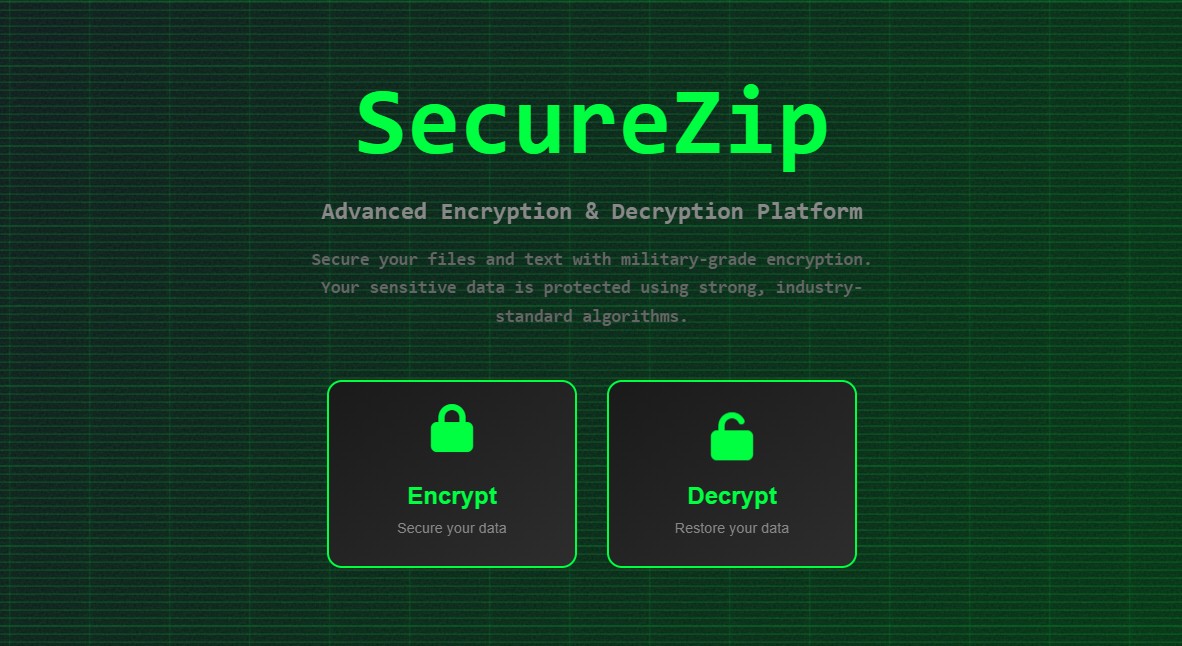 SecureZip
Advanced Encryption & Decryption Platform
Secure your files and text with military-grade encryption.
Your sensitive data is protected using strong, industry-
standard algorithms.
Encrypt
Secure your data
Decrypt
Restore your data